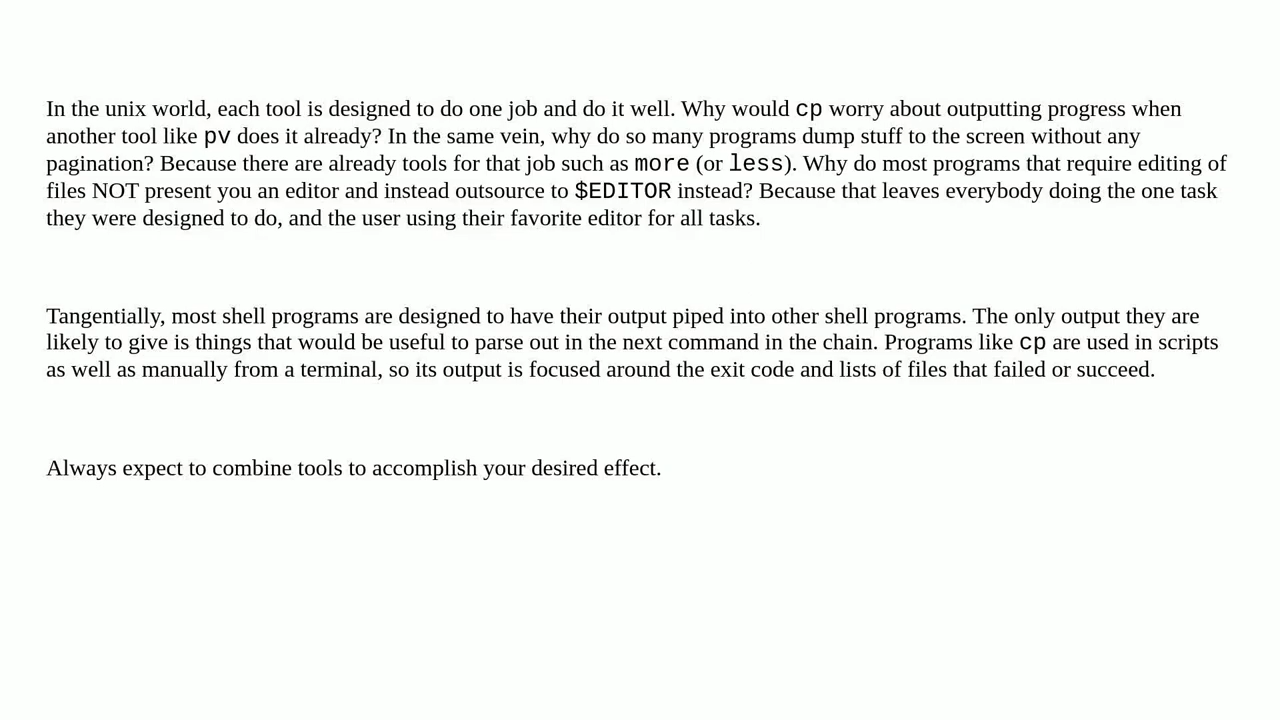 In the unix world, each tool is designed to do one job and do it well. Why would cp worry about outputting progress when
another tool like pv does it already? In the same vein, why do so many programs dump stuff to the screen without any
pagination? Because there are already tools for that job such as more (or less). Why do most programs that require editing of
files NOT present you an editor and instead outsource to $EDITOR instead? Because that leaves everybody doing the one task
they were designed to do, and the user using their favorite editor for all tasks.
Tangentially, most shell programs are designed to have their output piped into other shell programs. The only output they are
likely to give is things that would be useful to parse out in the next command in the chain. Programs like cp are used in scripts
as well as manually from a terminal, so its output is focused around the exit code and lists of files that failed or succeed.
Always expect to combine tools to accomplish your desired effect.